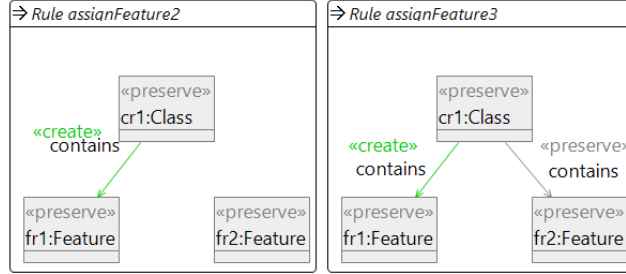 ⇒ Rule assignFeature2
«preserve»
cr1:Class
«create»
contains
«preserve»
fr1:Feature
«preserve»
fr2:Feature
⇒ Rule assignFeature3
«preserve»
cr1:Class
«create»
contains
«preserve»
contains
«preserve»
fr1:Feature
«preserve»
fr2:Feature